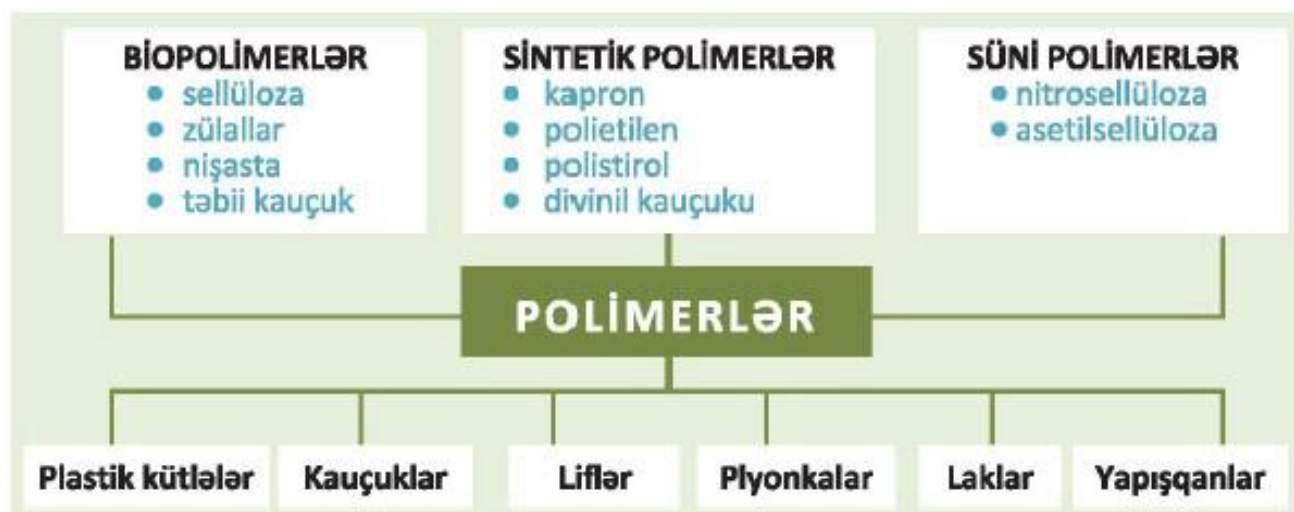 BİOPOLİMERLƏR
• sellüloza
• zülallar
• nişasta
• təbii kauçuk
SİNTETİK POLİMERLƏR
• kapron
• polietilen
• polistirol
• divinil kauçuku
SÜNİ POLİMERLƏR
• nitrosellüloza
• asetilsellüloza
POLİMERLƏR
Plastik kütlələr
Kauçuklar
Liflər
Plyonkalar
Laklar
Yapışqanlar